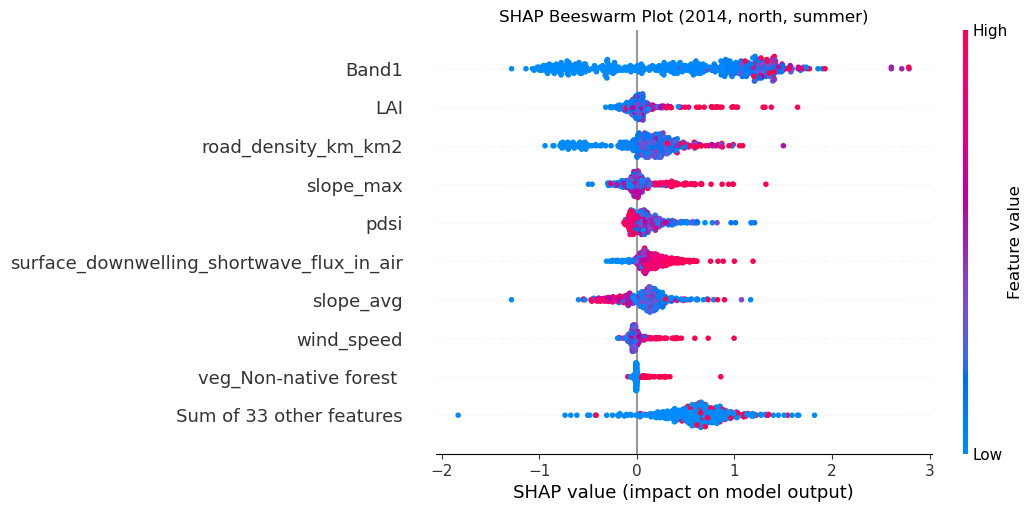 SHAP Beeswarm Plot (2014, north, summer)
High
Band1
LAI
road_density_km_km2
slope_max
pdsi
surface_downwelling_shortwave_flux_in_air
slope_avg
wind_speed
veg_Non-native forest
Sum of 33 other features
Feature value
Low
−2 −1 0 1 2 3
SHAP value (impact on model output)